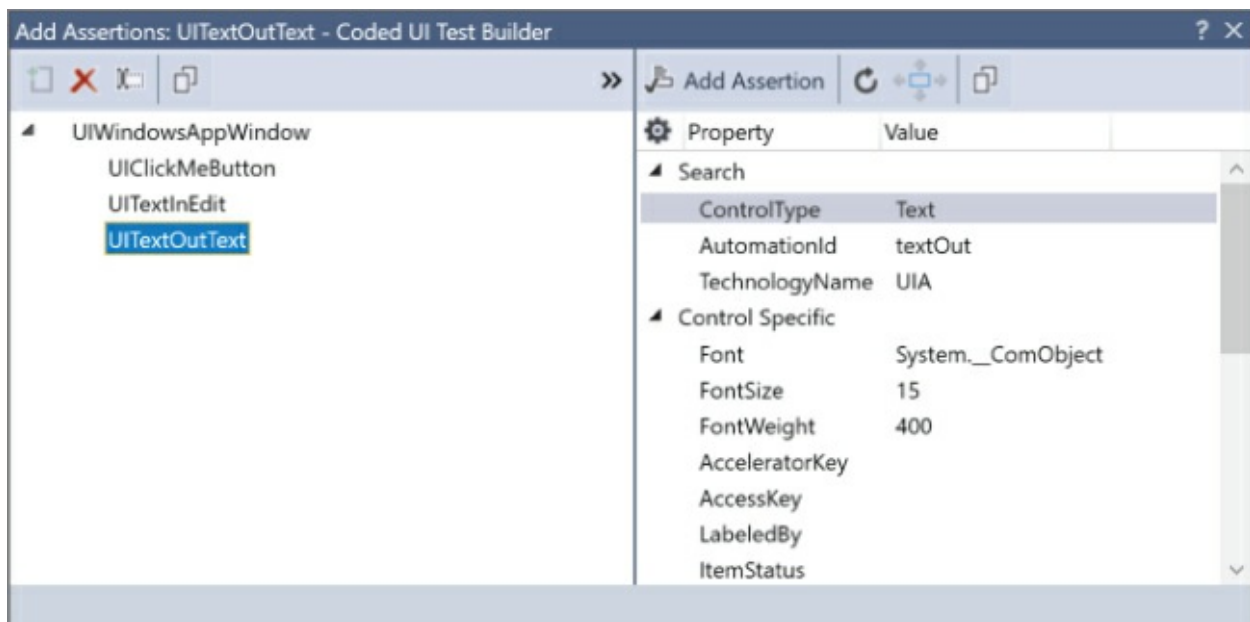 Add Assertions: UITextOutText - Coded UI Test Builder
? ×
Add Assertion
UIWindowsAppWindow
UIClickMeButton
UITextInEdit
UITextOutText
Property Value
Search
ControlType Text
AutomationId textOut
TechnologyName UIA
Control Specific
Font System.__ComObject
FontSize 15
FontWeight 400
AcceleratorKey
AccessKey
LabeledBy
ItemStatus